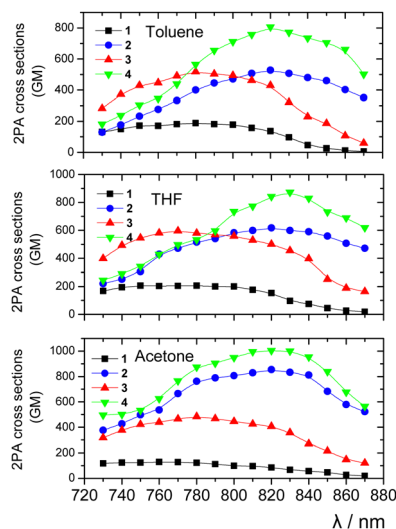 2PA cross sections
(GM)
800
600
400
200
0
Toluene
1
2
3
4
2PA cross sections
(GM)
1000
800
600
400
200
0
THF
1
2
3
4
2PA cross sections
(GM)
1000
800
600
400
200
0
Acetone
1
2
3
4
720 740 760 780 800 820 840 860 880
λ / nm